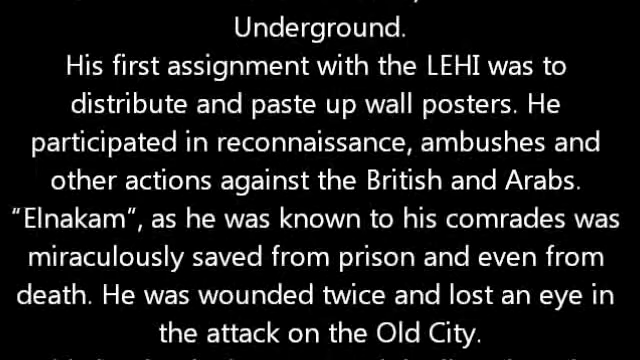 Underground.
His first assignment with the LEHI was to
distribute and paste up wall posters. He
participated in reconnaissance, ambushes and
other actions against the British and Arabs.
"Elnakam", as he was known to his comrades was
miraculously saved from prison and even from
death. He was wounded twice and lost an eye in
the attack on the Old City.